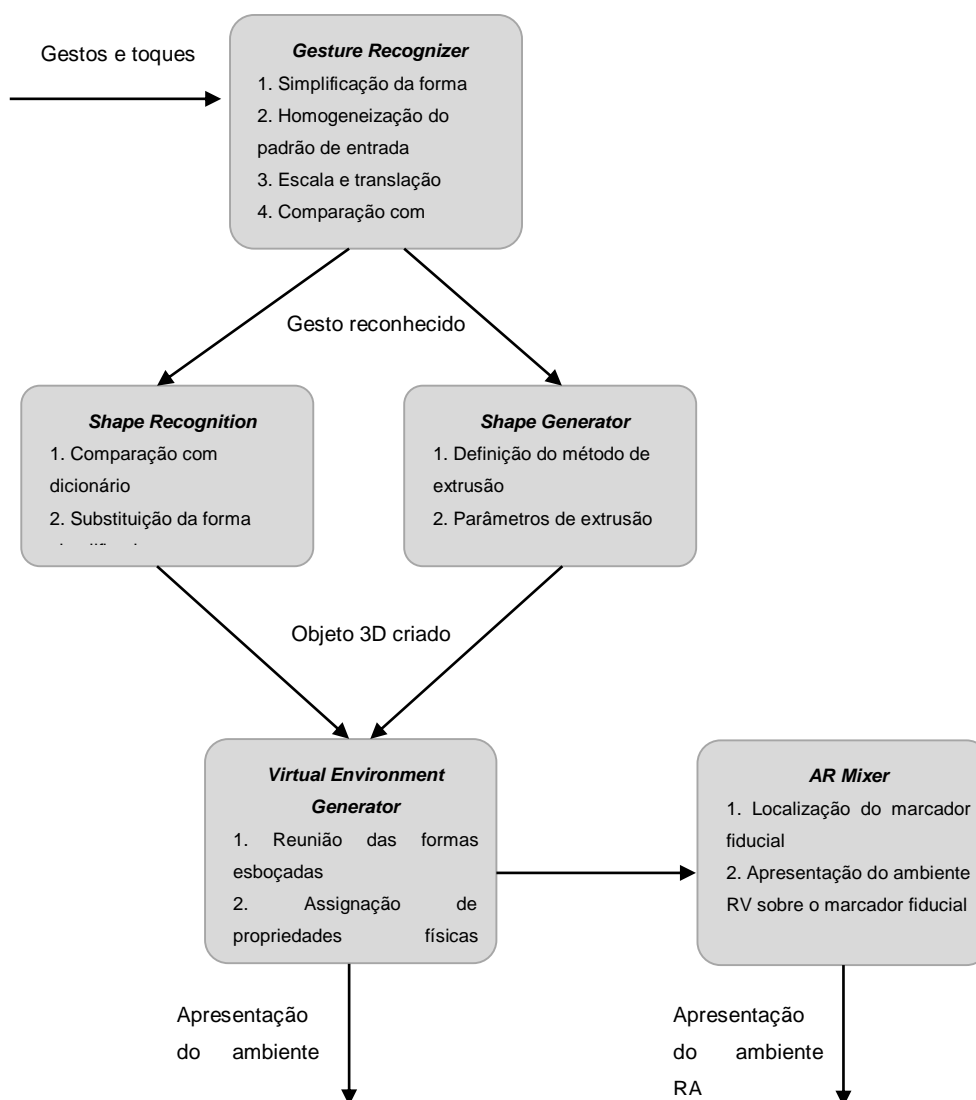 Gestos e toques
Gesture Recognizer
1. Simplificação da forma
2. Homogeneização do
padrão de entrada
3. Escala e translação
4. Comparação com
Gesto reconhecido
Shape Recognition
1. Comparação com
dicionário
2. Substituição da forma
Shape Generator
1. Definição do método de
extrusão
2. Parâmetros de extrusão
Objeto 3D criado
Virtual Environment
Generator
1. Reunião das formas
esboçadas
2. Assignação de
propriedades físicas
AR Mixer
1. Localização do marcador
fiducial
2. Apresentação do ambiente
RV sobre o marcador fiducial
Apresentação
do ambiente
Apresentação
do ambiente
RA